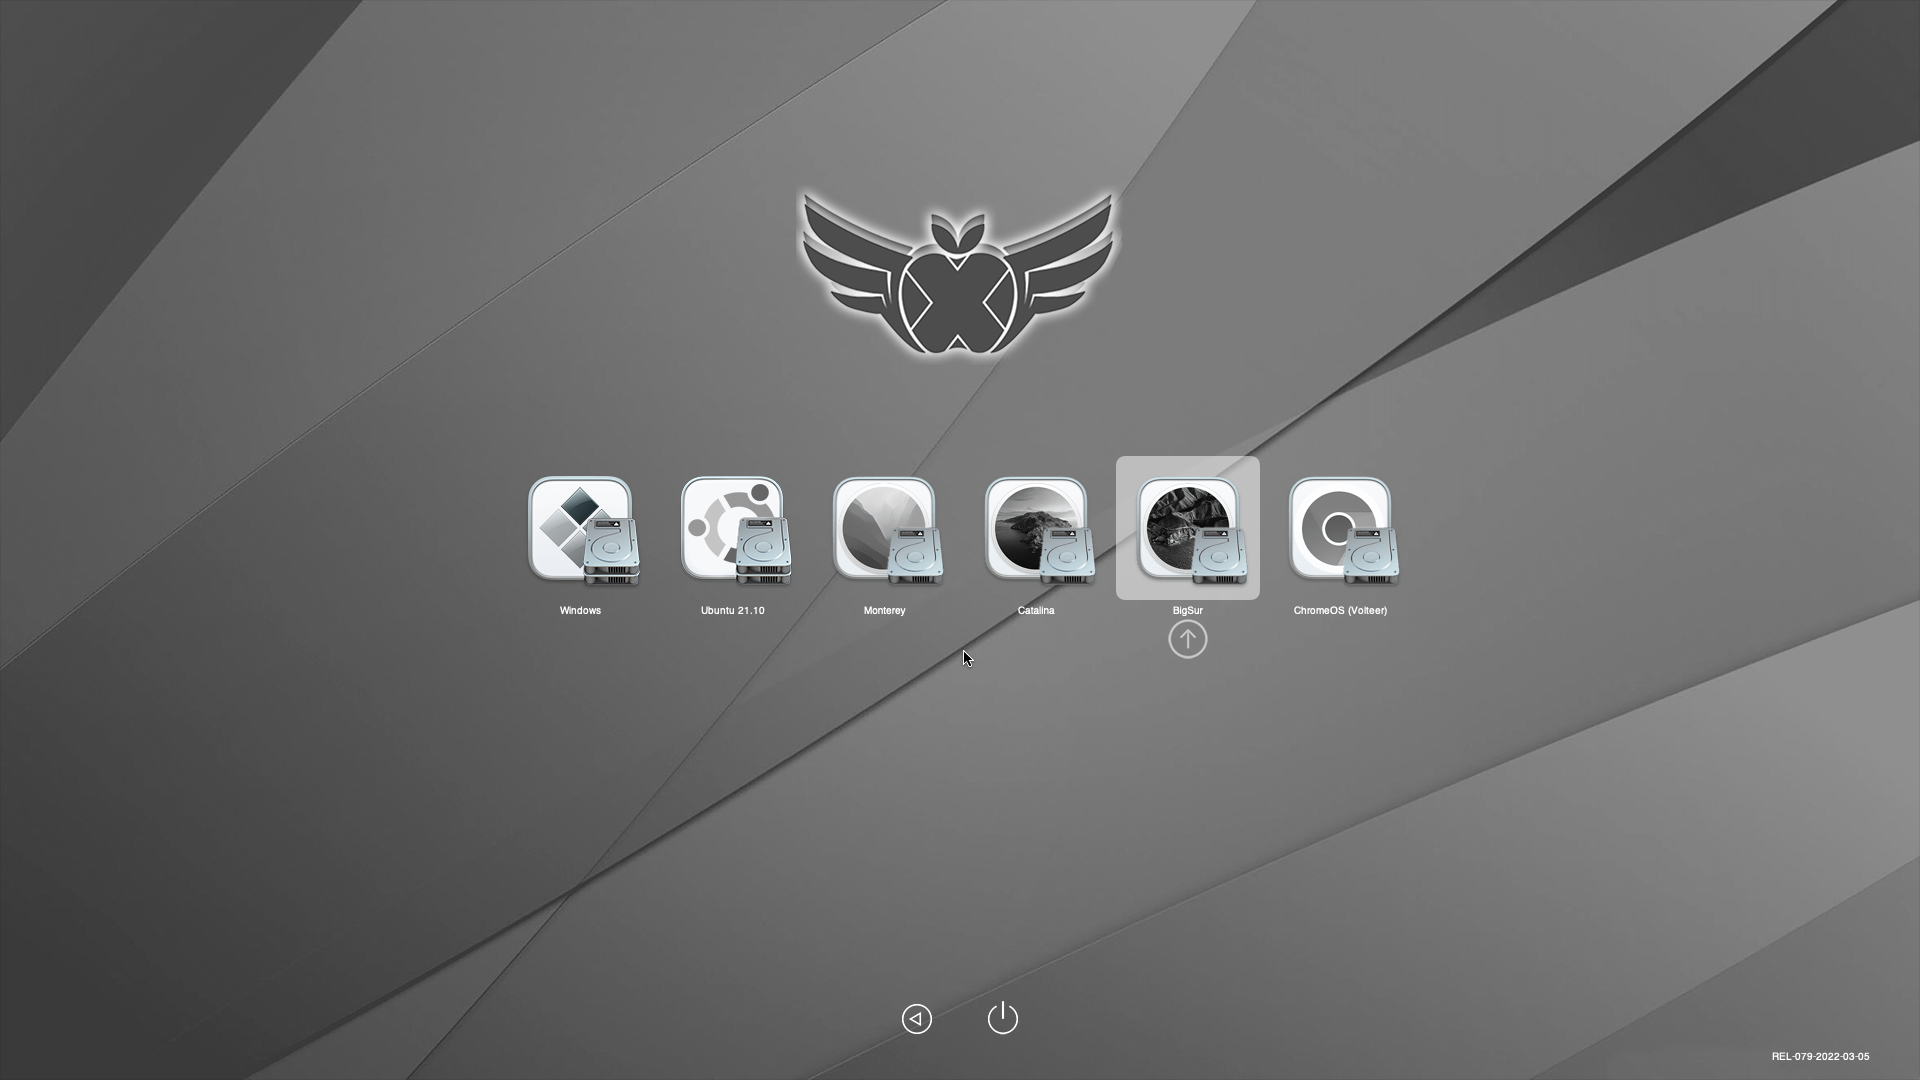 Windows
Ubuntu 21.10
Monterey
Catalina
BigSur
ChromeOS (Volteer)
REL-079-2022-03-05